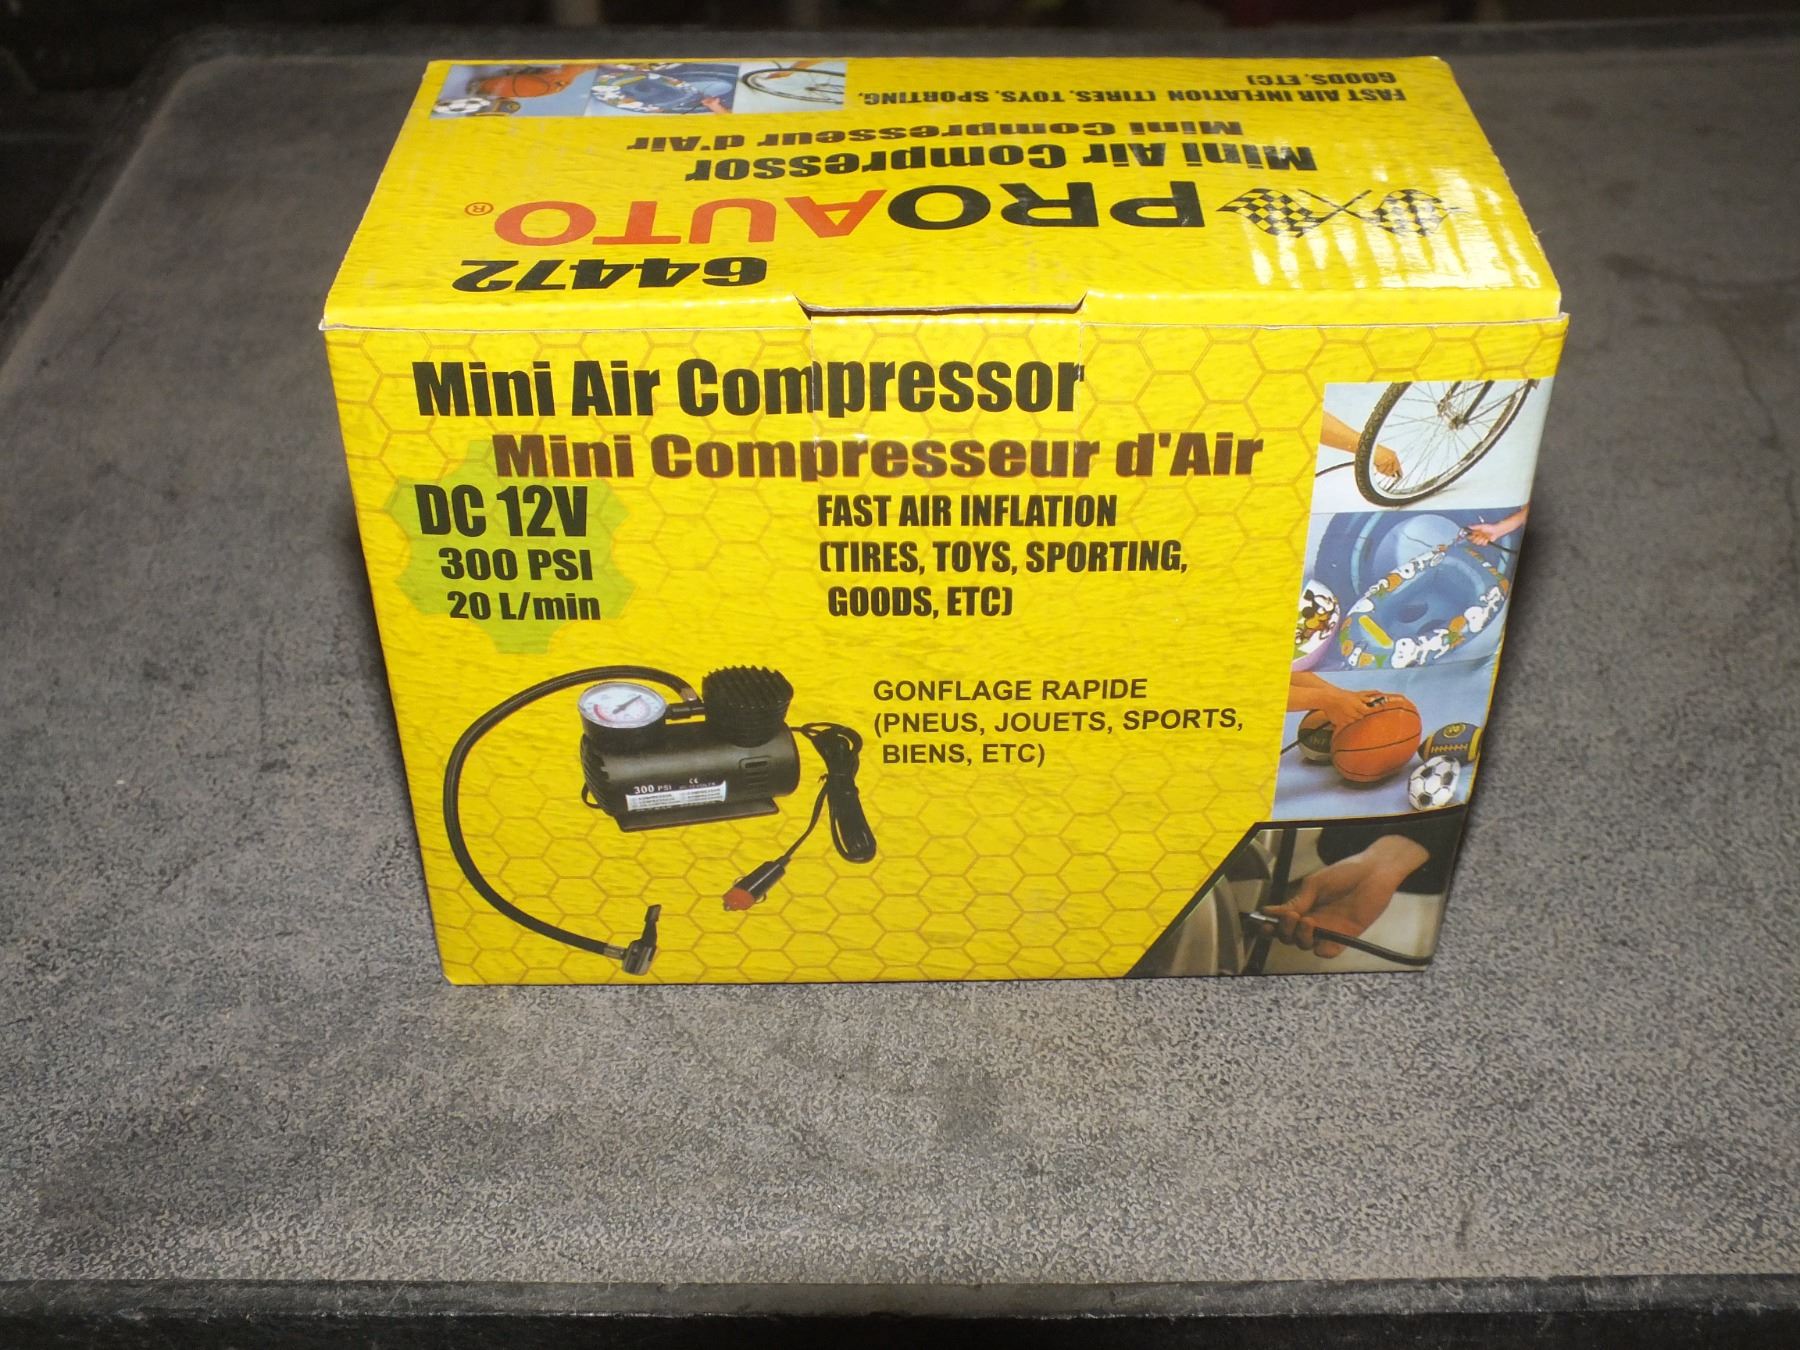 FAST AIR INFLATION (TIRES, TOYS, SPORTING,
GOODS, ETC)
Mini Compresseur d'Air
Mini Air Compressor
PROAUTO®
64472
Mini Air Compressor
Mini Compresseur d'Air
DC 12V
300 PSI
20 L/min
FAST AIR INFLATION
(TIRES, TOYS, SPORTING,
GOODS, ETC)
GONFLAGE RAPIDE
(PNEUS, JOUETS, SPORTS,
BIENS, ETC)
300 PSI